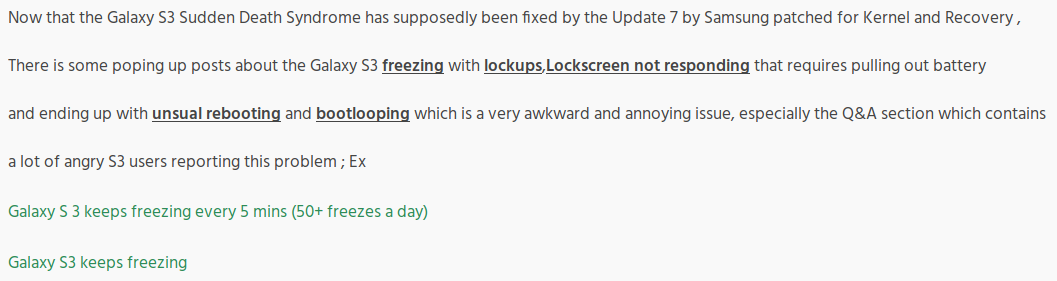 Now that the Galaxy S3 Sudden Death Syndrome has supposedly been fixed by the Update 7 by Samsung patched for Kernel and Recovery ,
There is some poping up posts about the Galaxy S3 freezing with lockups,Lockscreen not responding that requires pulling out battery
and ending up with unsual rebooting and bootlooping which is a very awkward and annoying issue, especially the Q&A section which contains
a lot of angry S3 users reporting this problem ; Ex
Galaxy S 3 keeps freezing every 5 mins (50+ freezes a day)
Galaxy S3 keeps freezing